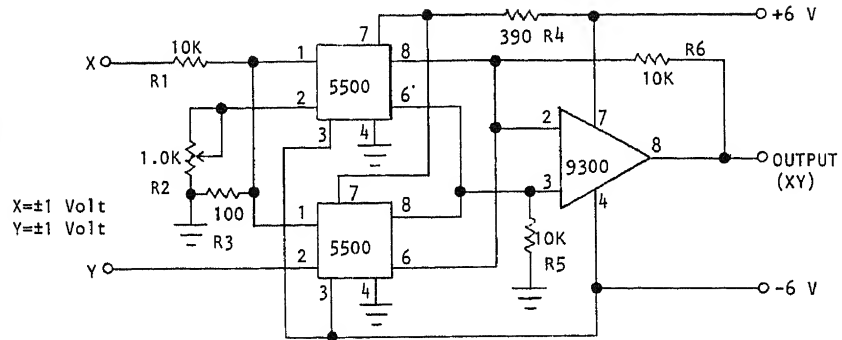 +6 V
390 R4
7
10K
X
R1
1
5500
8
R6
10K
2
6
3
4
7
2
7
1.0K
R2
9300
8
OUTPUT
(XY)
3
4
X=±1 Volt
Y=±1 Volt
100
R3
1
5500
8
10K
R5
Y
2
6
3
4
-6 V